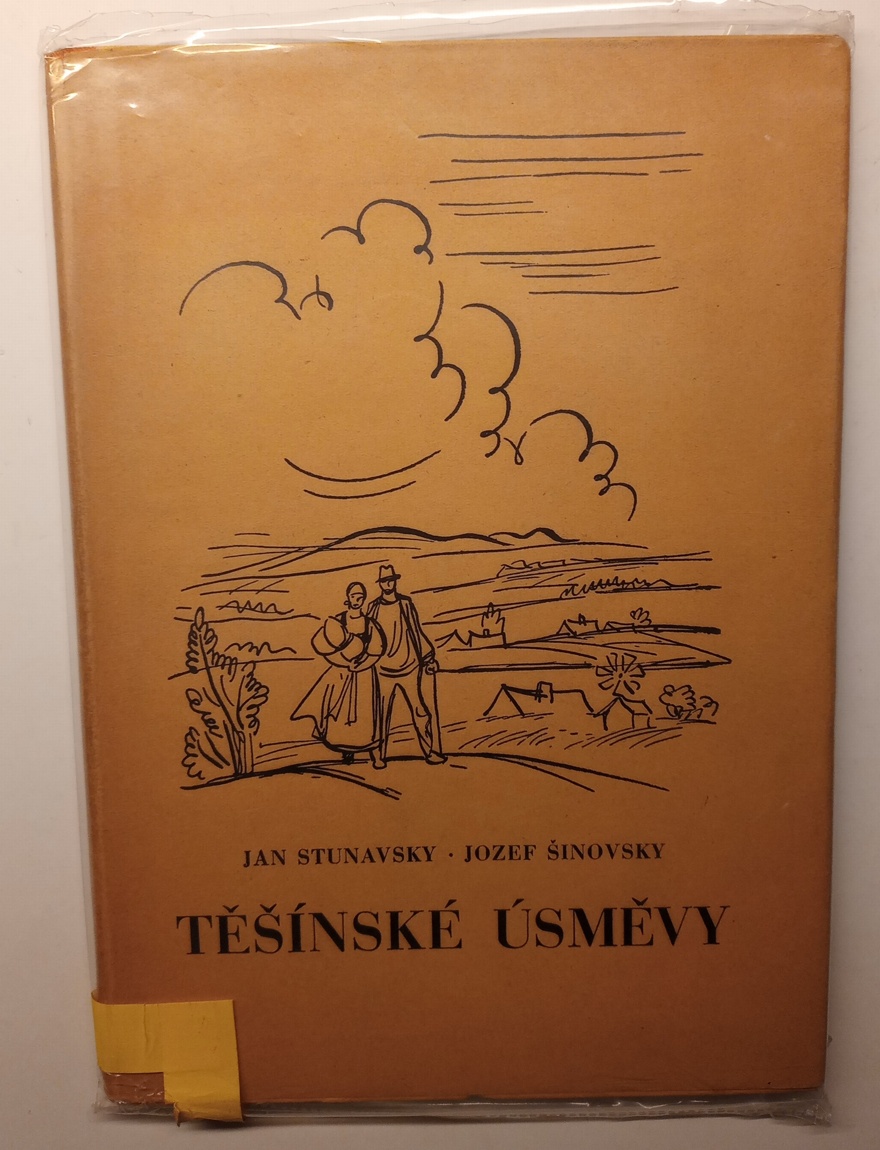 JAN STUNAVSKY · JOZEF ŠINOVSKY
TĚŠÍNSKÉ ÚSMĚVY